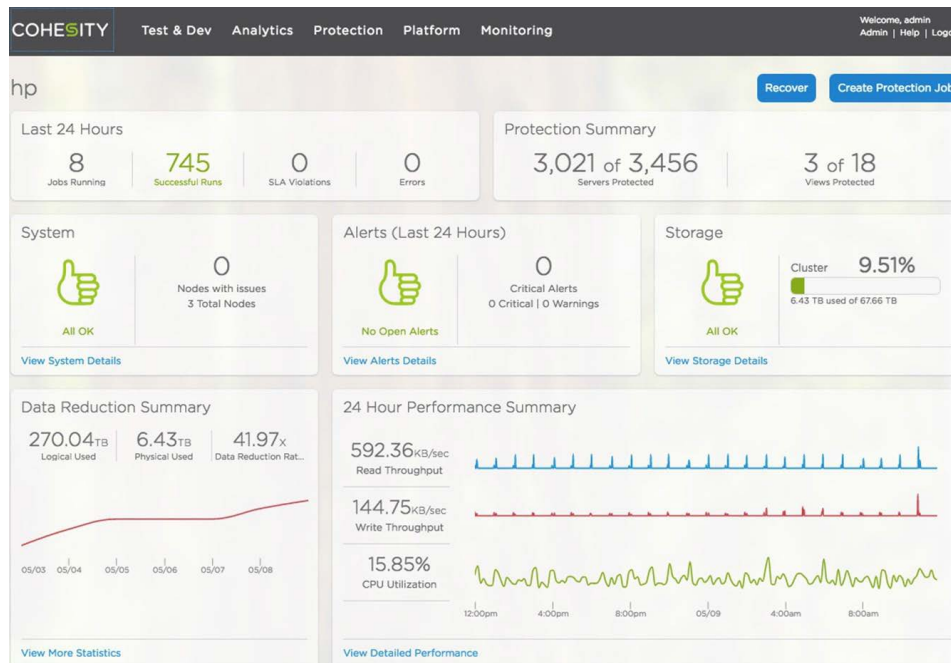 COHESITY
Test & Dev Analytics Protection Platform Monitoring
Welcome, admin
Admin | Help |
hp
Recover
Create Protection
Last 24 Hours
8
Jobs Running
745
Successful Runs
0
SLA Violations
0
Errors
Protection Summary
3,021 of 3,456
Servers Protected
3 of 18
Views Protected
System
All OK
0
Nodes with issues
3 Total Nodes
View System Details
Alerts (Last 24 Hours)
No Open Alerts
0
Critical Alerts
0 Critical | 0 Warnings
View Alerts Details
Storage
All OK
Cluster 9.51%
6.43 TB used of 67.66 TB
View Storage Details
Data Reduction Summary
270.04TB
Logical Used
6.43TB
Physical Used
41.97x
Data Reduction Rat...
05/03 05/04 05/05 05/06 05/07 05/08
View More Statistics
24 Hour Performance Summary
592.36KB/sec
Read Throughput
144.75KB/sec
Write Throughput
15.85%
CPU Utilization
12:00pm 4:00pm 8:00pm 05/09 4:00am 8:00am
View Detailed Performance